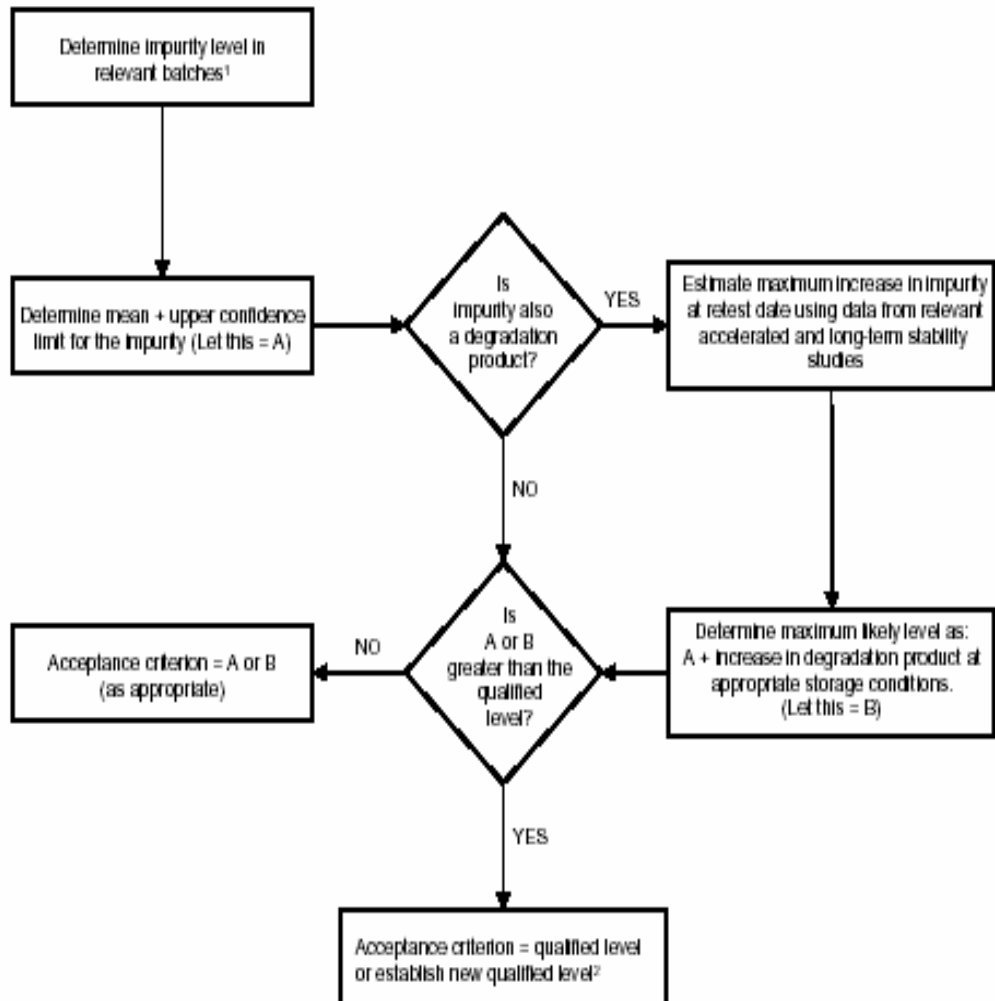 Determine impurity level in
relevant batches¹
Determine mean + upper confidence
limit for the impurity (Let this = A)
Is
impurity also
a degradation
product?
YES
Estimate maximum increase in impurity
at retest date using data from relevant
accelerated and long-term stability
studies
NO
Determine maximum likely level as:
A + increase in degradation product at
appropriate storage conditions.
(Let this = B)
Is
A or B
greater than the
qualified
level?
NO
Acceptance criterion = A or B
(as appropriate)
YES
Acceptance criterion = qualified level
or establish new qualified level²